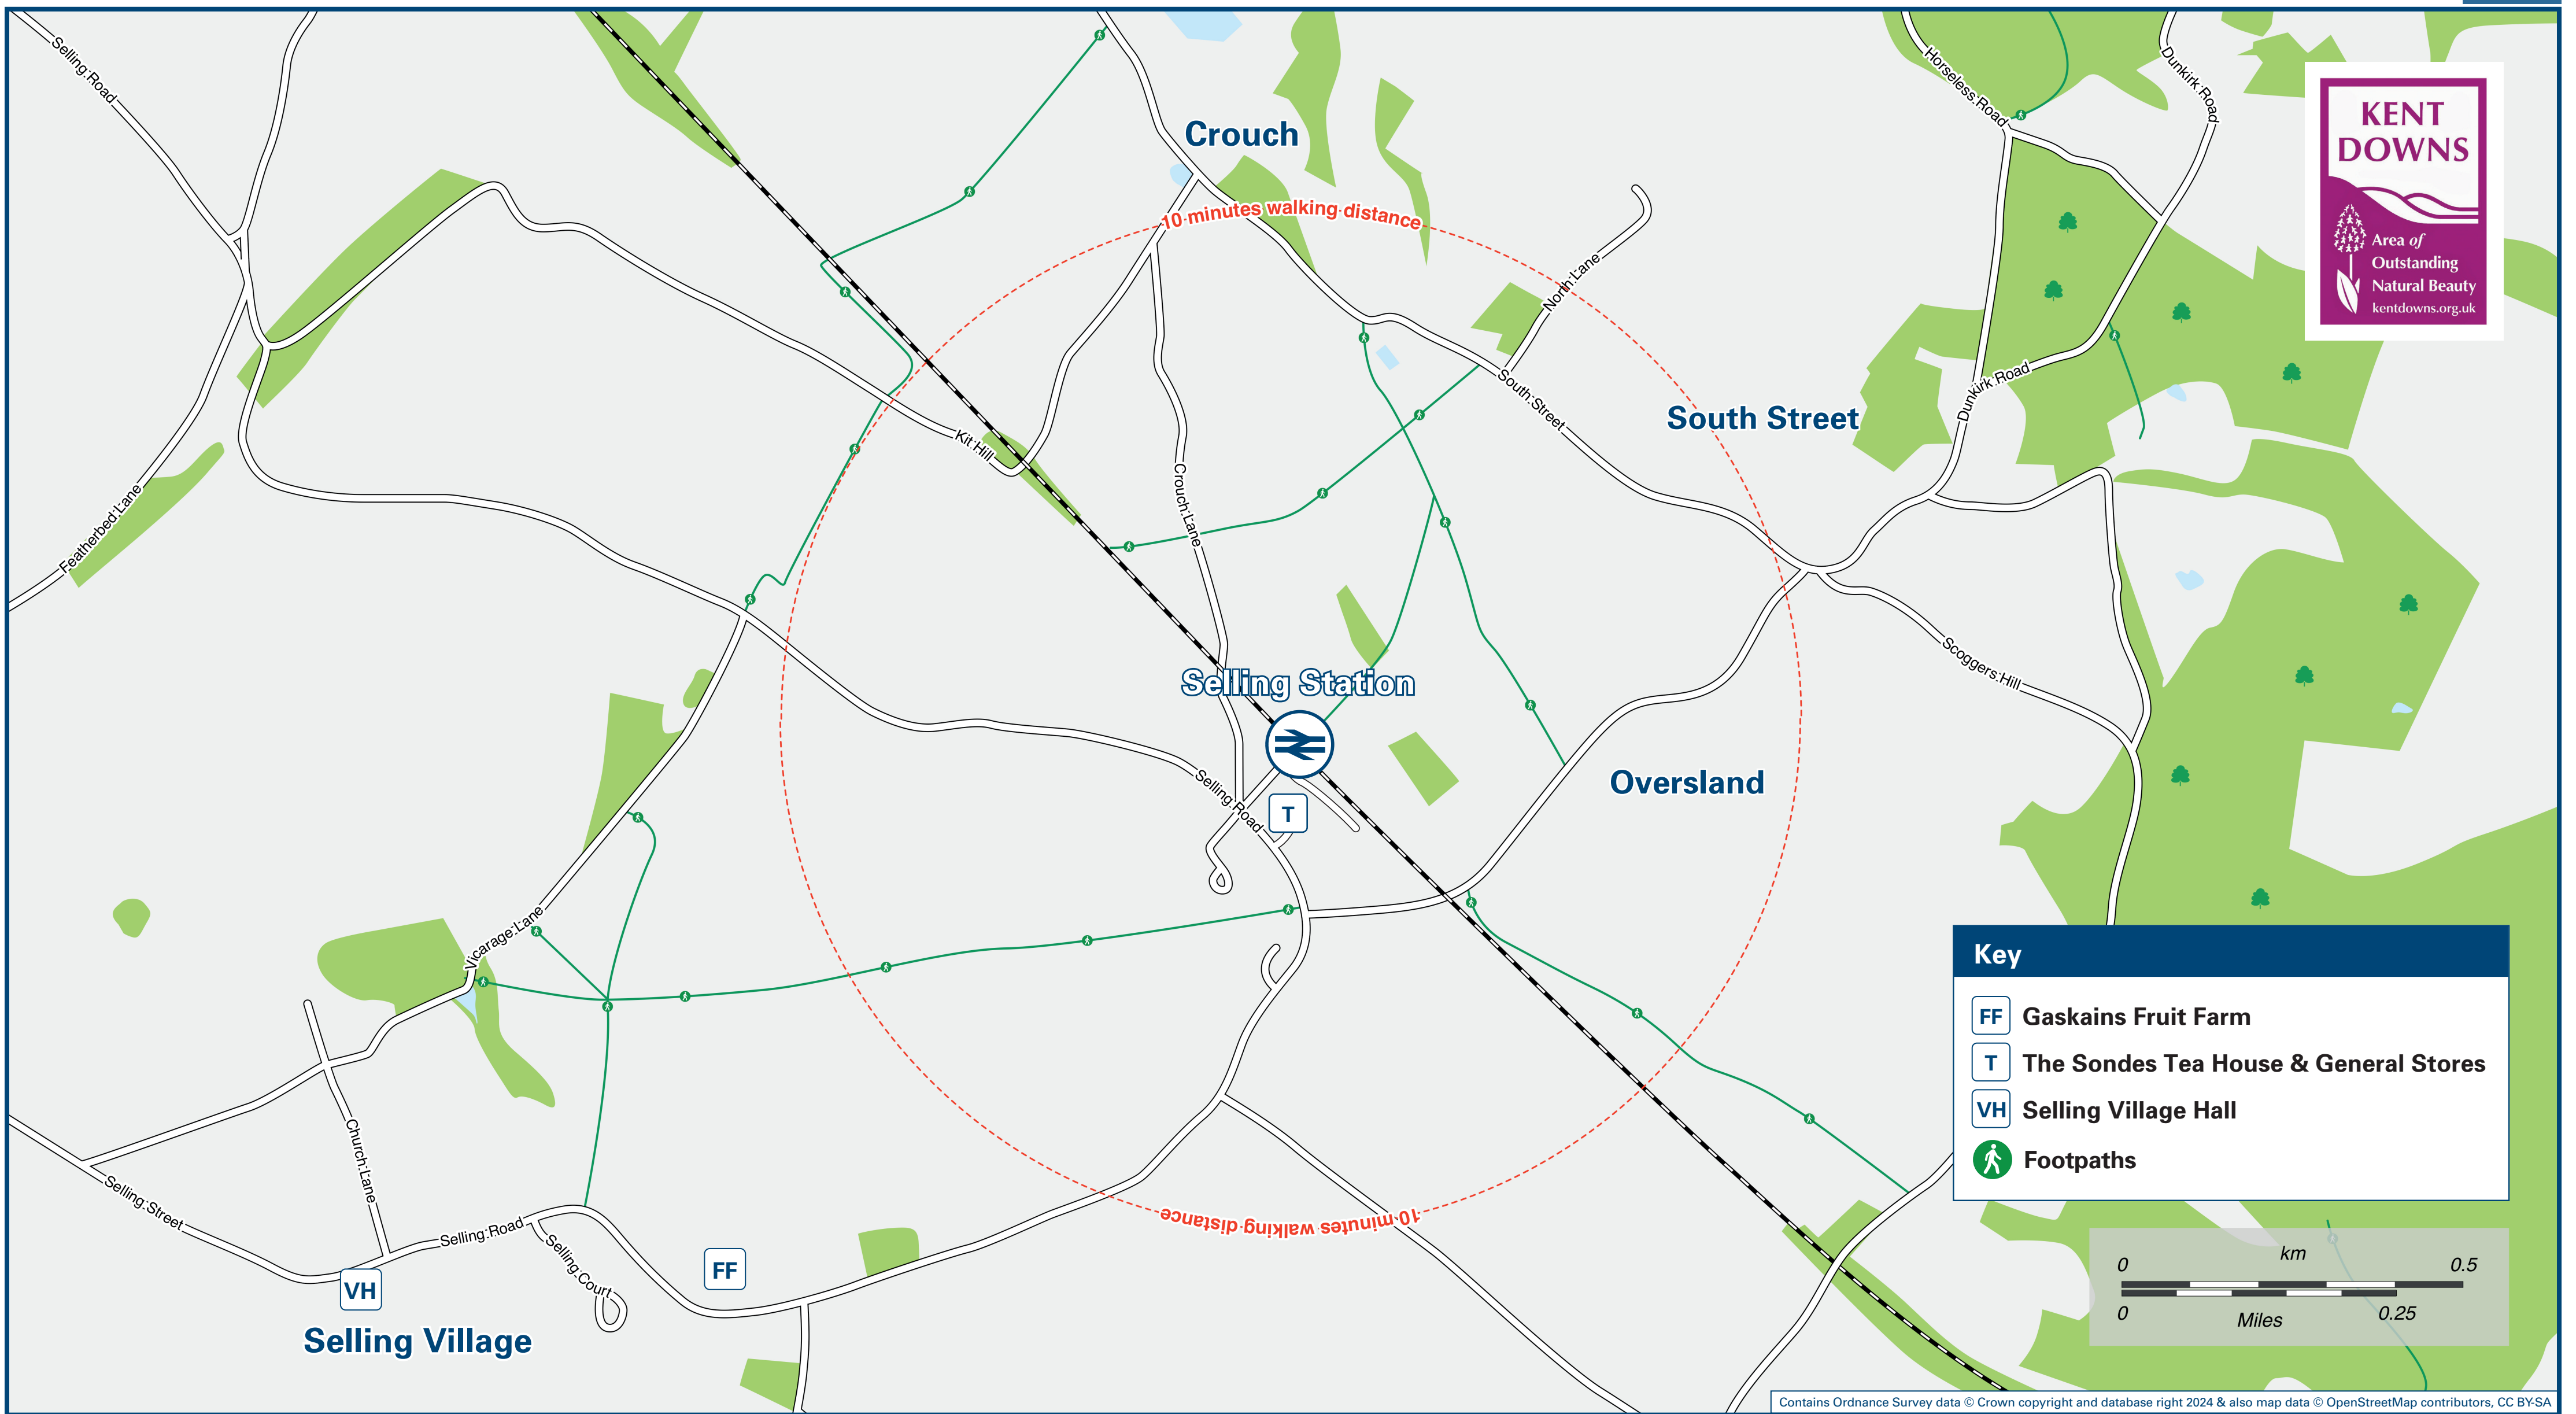 Selling Road
Horseless Road
Dunkirk Road
KENT
DOWNS
Area of
Outstanding
Natural Beauty
kentdowns.org.uk
Crouch
10 minutes walking distance
North Lane
South Street
South Street
Dunkirk Road
Kit Hill
Crouch Lane
Featherbed Lane
Selling Station
Scoggers Hill
Selling Road
T
Oversland
Vicarage Lane
Church Lane
Selling Street
Selling Road
Selling Court
10 minutes walking distance
FF
VH
Selling Village
Key
FF Gaskains Fruit Farm
T The Sondes Tea House & General Stores
VH Selling Village Hall
Footpaths
km
0 0.5
0 0.25
Miles
Contains Ordnance Survey data © Crown copyright and database right 2024 & also map data © OpenStreetMap contributors, CC BY-SA